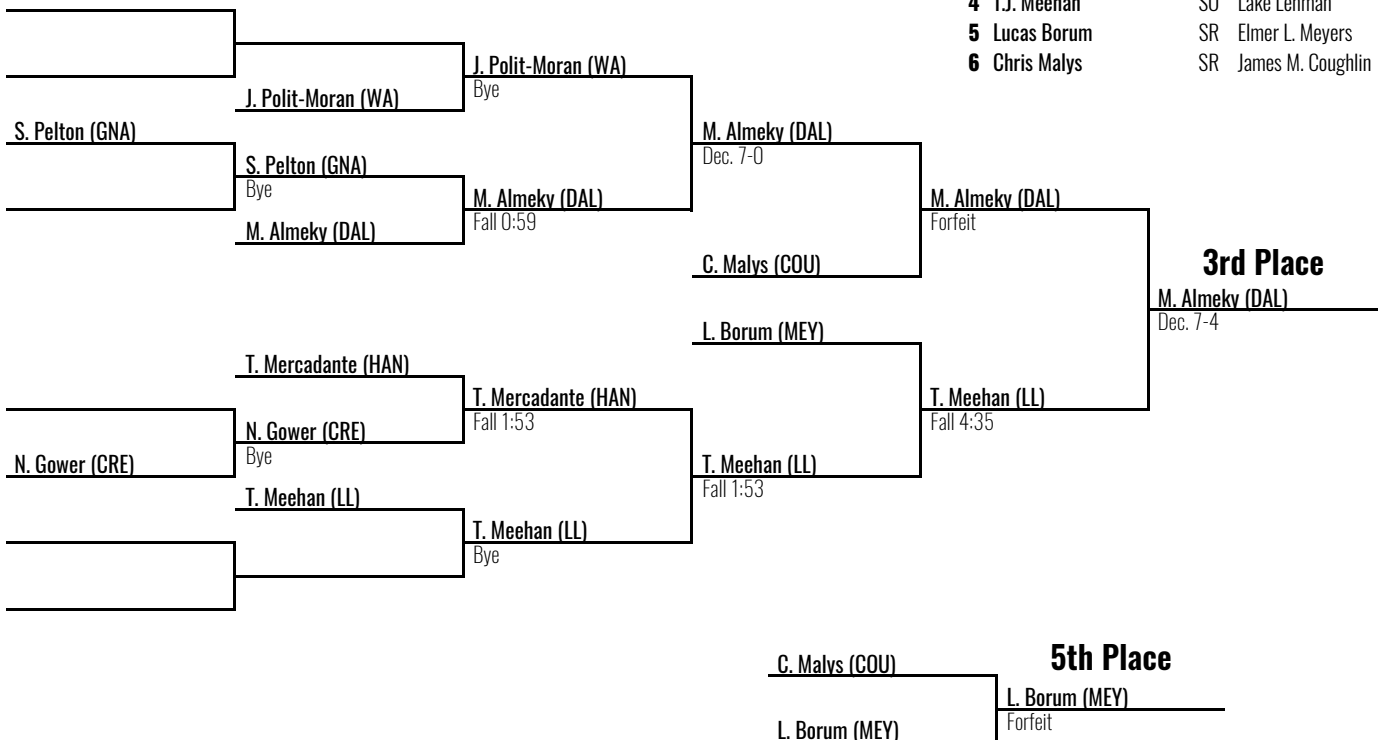 4 T.J. Meehan SO Lake Lehman
5 Lucas Borum SR Elmer L. Meyers
6 Chris Malys SR James M. Coughlin
J. Polit-Moran (WA)
Bye
J. Polit-Moran (WA)
S. Pelton (GNA)
M. Almeky (DAL)
Dec. 7-0
S. Pelton (GNA)
Bye
M. Almeky (DAL)
Fall 0:59
M. Almeky (DAL)
Forfeit
M. Almeky (DAL)
C. Malys (COU)
3rd Place
M. Almeky (DAL)
Dec. 7-4
L. Borum (MEY)
T. Mercadante (HAN)
T. Mercadante (HAN)
Fall 1:53
T. Meehan (LL)
Fall 4:35
N. Gower (CRE)
Bye
N. Gower (CRE)
T. Meehan (LL)
Fall 1:53
T. Meehan (LL)
T. Meehan (LL)
Bye
C. Malys (COU)
5th Place
L. Borum (MEY)
Forfeit
L. Borum (MEY)